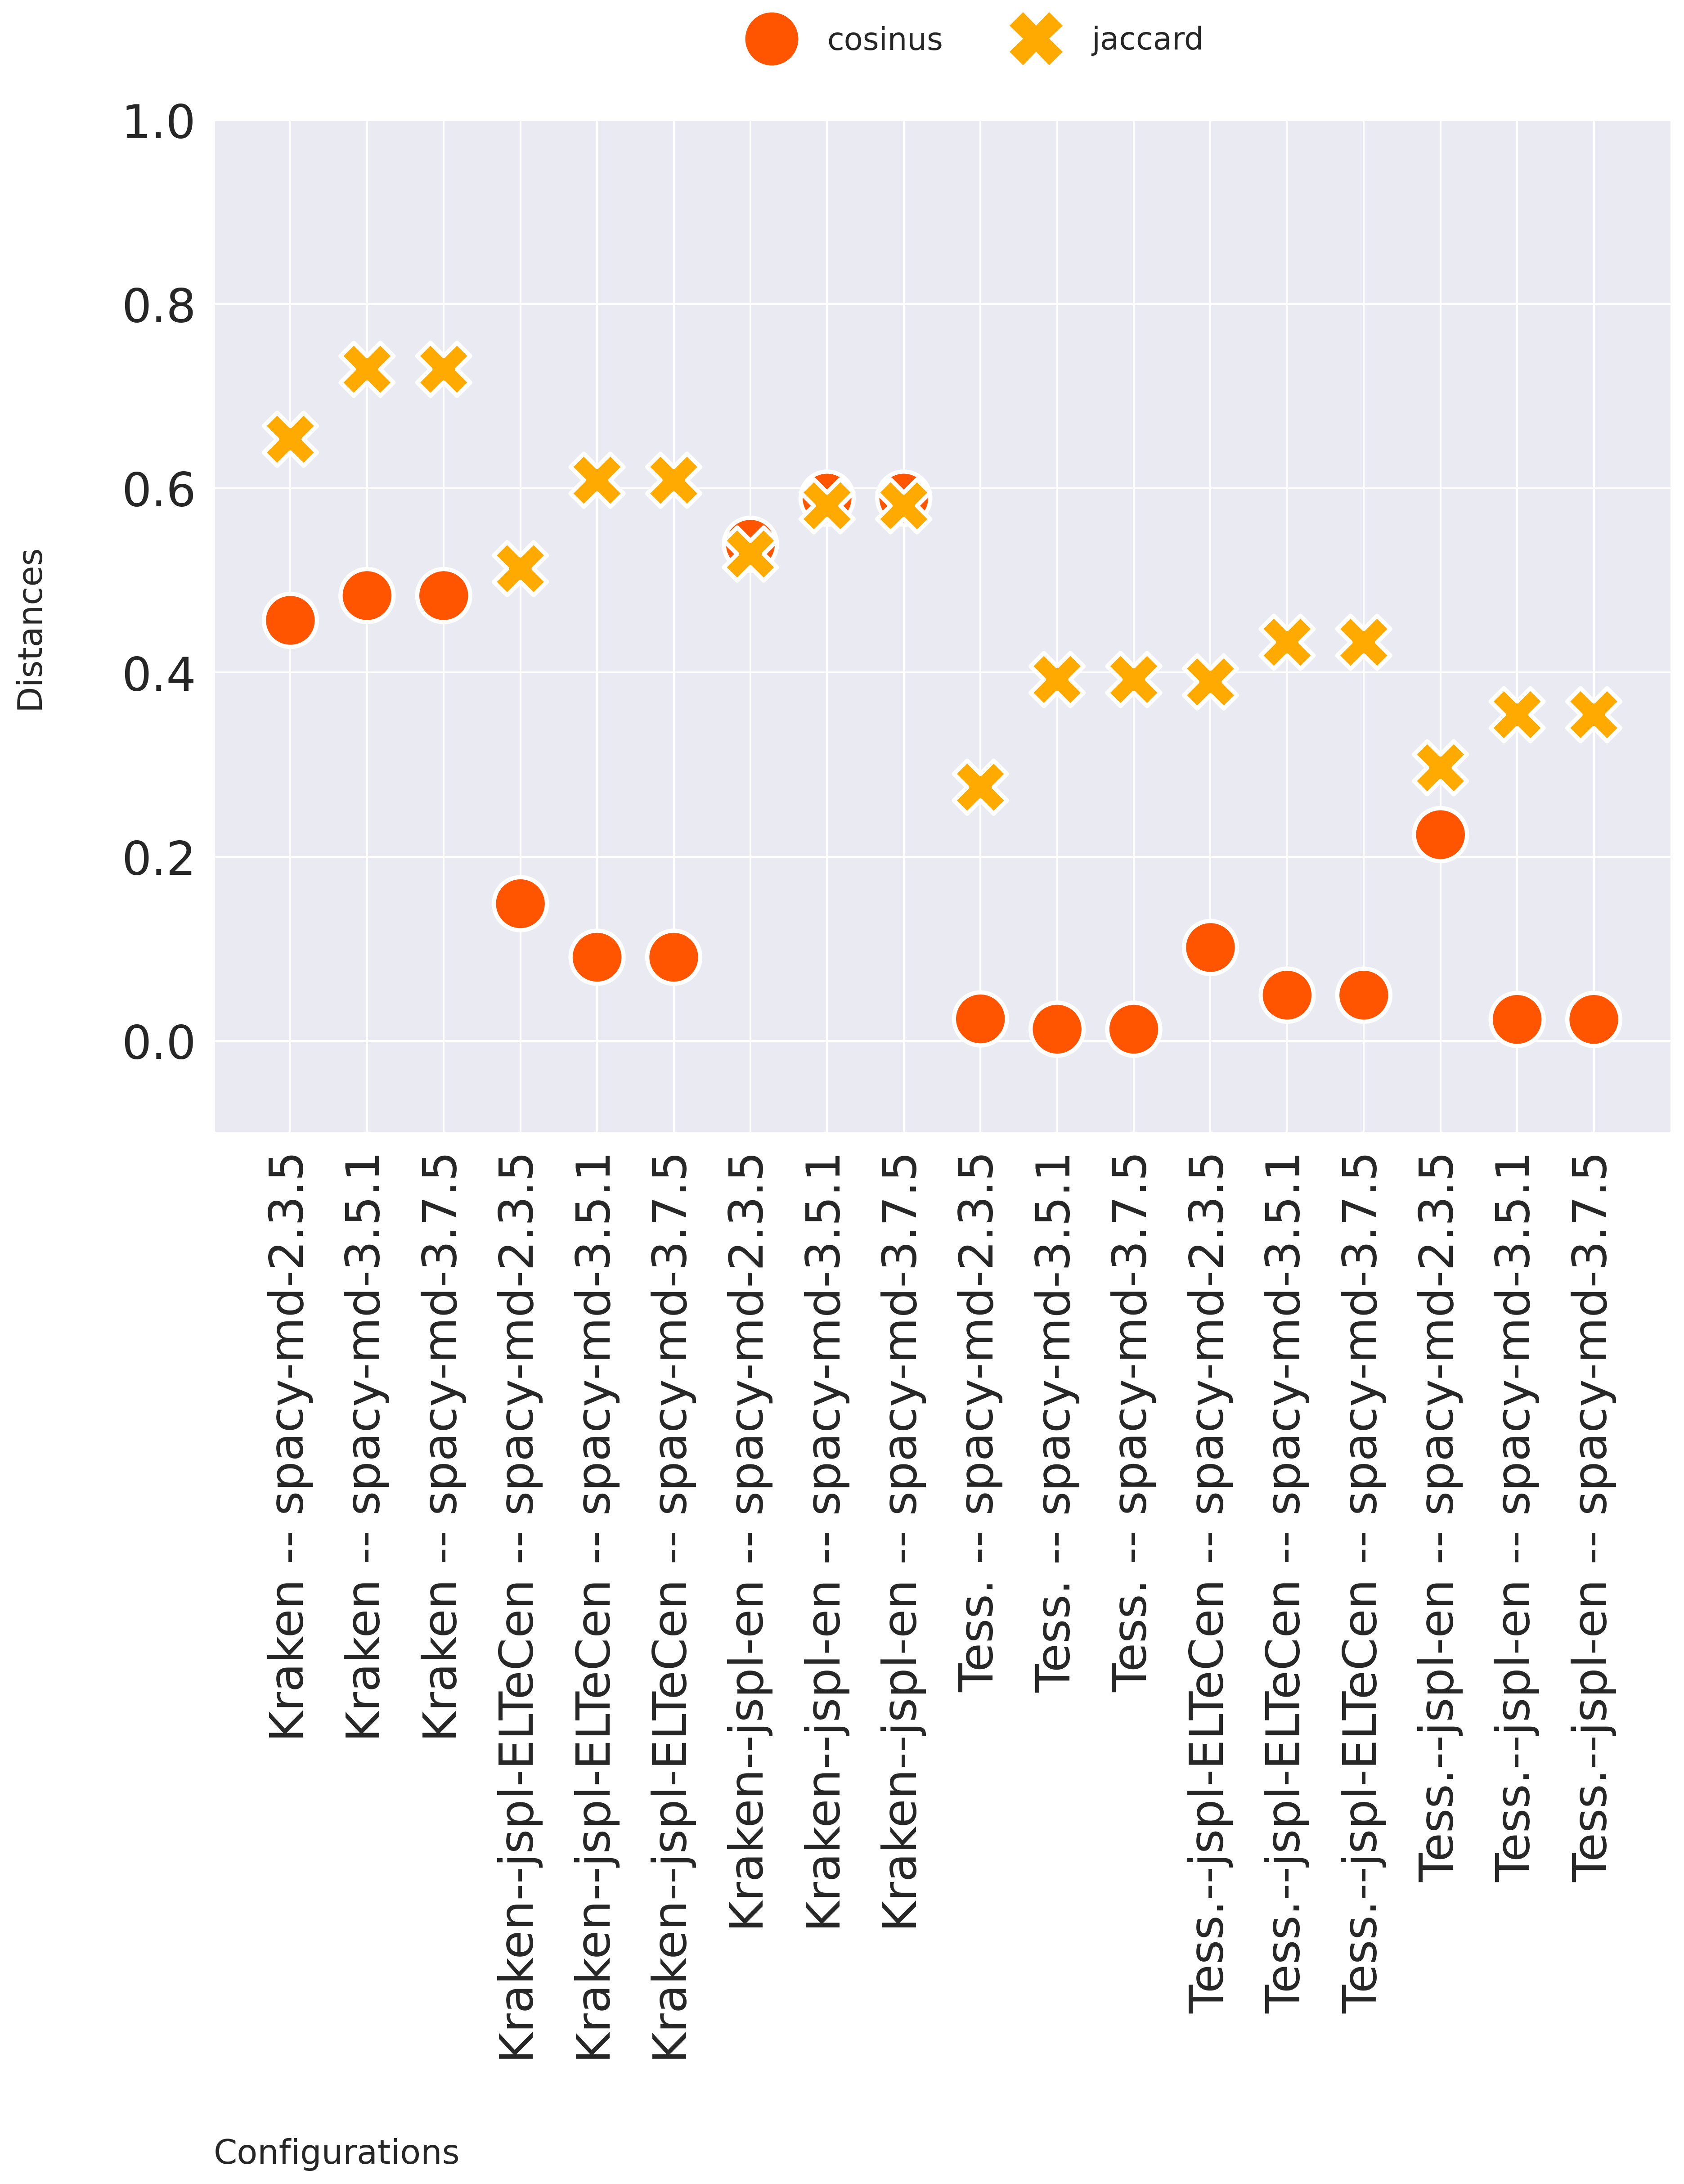 cosinus
jaccard
1.0
0.8
0.6
0.4
0.2
0.0
Distances
Kraken -- spacy-md-2.3.5
Kraken -- spacy-md-3.5.1
Kraken -- spacy-md-3.7.5
Kraken--jspl-ELTeCen -- spacy-md-2.3.5
Kraken--jspl-ELTeCen -- spacy-md-3.5.1
Kraken--jspl-ELTeCen -- spacy-md-3.7.5
Kraken--jspl-en -- spacy-md-2.3.5
Kraken--jspl-en -- spacy-md-3.5.1
Kraken--jspl-en -- spacy-md-3.7.5
Tess. -- spacy-md-2.3.5
Tess. -- spacy-md-3.5.1
Tess. -- spacy-md-3.7.5
Tess.--jspl-ELTeCen -- spacy-md-2.3.5
Tess.--jspl-ELTeCen -- spacy-md-3.5.1
Tess.--jspl-ELTeCen -- spacy-md-3.7.5
Tess.--jspl-en -- spacy-md-2.3.5
Tess.--jspl-en -- spacy-md-3.5.1
Tess.--jspl-en -- spacy-md-3.7.5
Configurations